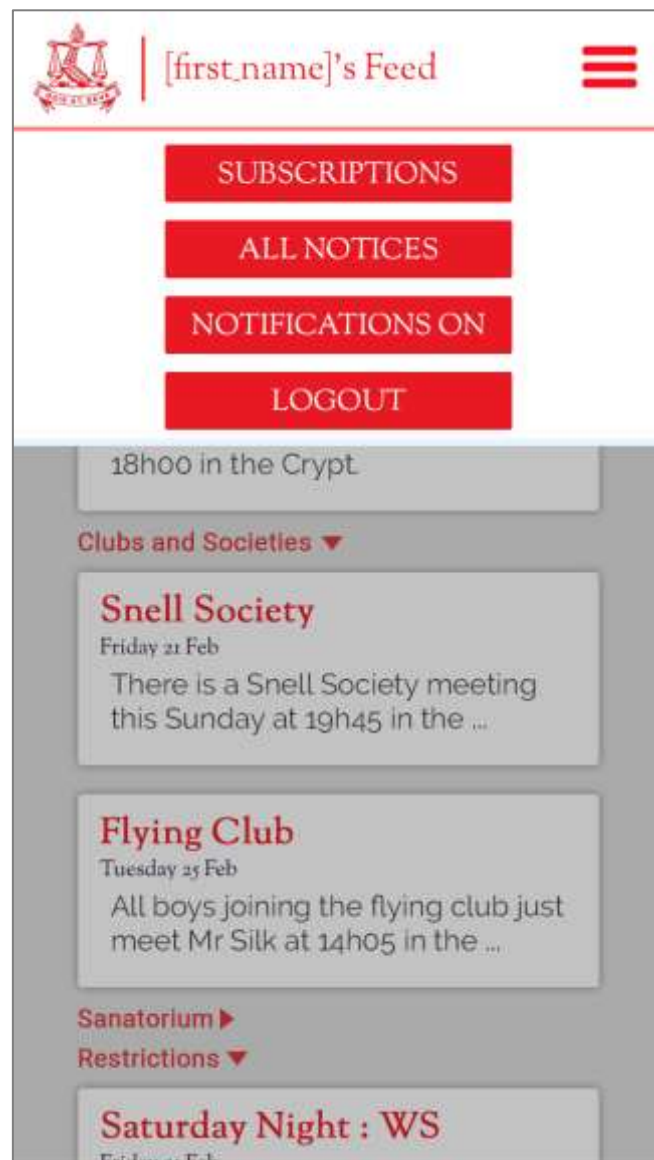 [first_name]'s Feed
SUBSCRIPTIONS
ALL NOTICES
NOTIFICATIONS ON
LOGOUT
18h00 in the Crypt.
Clubs and Societies
Snell Society
Friday 21 Feb
There is a Snell Society meeting
this Sunday at 19h45 in the ...
Flying Club
Tuesday 25 Feb
All boys joining the flying club just
meet Mr Silk at 14h05 in the ...
Sanatorium
Restrictions
Saturday Night : WS